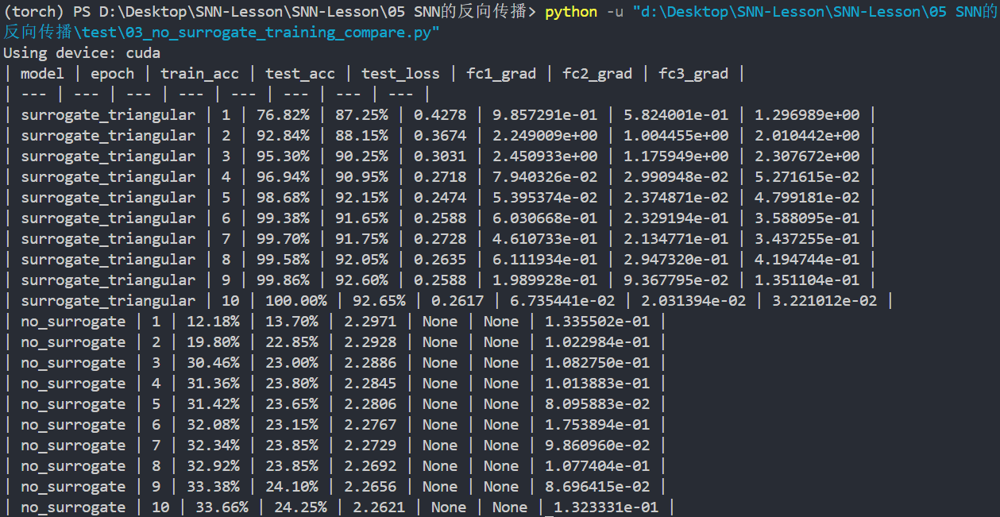 (torch) PS D:\Desktop\SNN-Lesson\SNN-Lesson\05 SNN的反向传播> python -u "d:\Desktop\SNN-Lesson\SNN-Lesson\05 SNN的
反向传播\test\03_no_surrogate_training_compare.py"
Using device: cuda
| model | epoch | train_acc | test_acc | test_loss | fc1_grad | fc2_grad | fc3_grad |
| --- | --- | --- | --- | --- | --- | --- | --- |
| surrogate_triangular | 1 | 76.82% | 87.25% | 0.4278 | 9.857291e-01 | 5.824001e-01 | 1.296989e+00 |
| surrogate_triangular | 2 | 92.84% | 88.15% | 0.3674 | 2.249009e+00 | 1.004455e+00 | 2.010442e+00 |
| surrogate_triangular | 3 | 95.30% | 90.25% | 0.3031 | 2.450933e+00 | 1.175949e+00 | 2.307672e+00 |
| surrogate_triangular | 4 | 96.94% | 90.95% | 0.2718 | 7.940326e-02 | 2.990948e-02 | 5.271615e-02 |
| surrogate_triangular | 5 | 98.68% | 92.15% | 0.2474 | 5.395374e-02 | 2.374871e-02 | 4.799181e-02 |
| surrogate_triangular | 6 | 99.38% | 91.65% | 0.2588 | 6.030668e-01 | 2.329194e-01 | 3.588095e-01 |
| surrogate_triangular | 7 | 99.70% | 91.75% | 0.2728 | 4.610733e-01 | 2.134771e-01 | 3.437255e-01 |
| surrogate_triangular | 8 | 99.58% | 92.05% | 0.2635 | 6.111934e-01 | 2.947320e-01 | 4.194744e-01 |
| surrogate_triangular | 9 | 99.86% | 92.60% | 0.2588 | 1.989928e-01 | 9.367795e-02 | 1.351104e-01 |
| surrogate_triangular | 10 | 100.00% | 92.65% | 0.2617 | 6.735441e-02 | 2.031394e-02 | 3.221012e-02 |
| no_surrogate | 1 | 12.18% | 13.70% | 2.2971 | None | None | 1.335502e-01 |
| no_surrogate | 2 | 19.80% | 22.85% | 2.2928 | None | None | 1.022984e-01 |
| no_surrogate | 3 | 30.46% | 23.00% | 2.2886 | None | None | 1.082750e-01 |
| no_surrogate | 4 | 31.36% | 23.80% | 2.2845 | None | None | 1.013883e-01 |
| no_surrogate | 5 | 31.42% | 23.65% | 2.2806 | None | None | 8.095883e-02 |
| no_surrogate | 6 | 32.08% | 23.15% | 2.2767 | None | None | 1.753894e-01 |
| no_surrogate | 7 | 32.34% | 23.85% | 2.2729 | None | None | 9.860960e-02 |
| no_surrogate | 8 | 32.92% | 23.85% | 2.2692 | None | None | 1.077404e-01 |
| no_surrogate | 9 | 33.38% | 24.10% | 2.2656 | None | None | 8.696415e-02 |
| no_surrogate | 10 | 33.66% | 24.25% | 2.2621 | None | None | 1.323331e-01 |